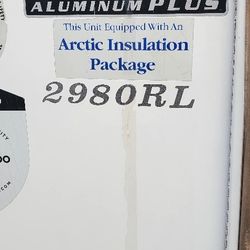 ALUMINUM PLUS
This Unit Equipped With An
Arctic Insulation
Package
2980RL